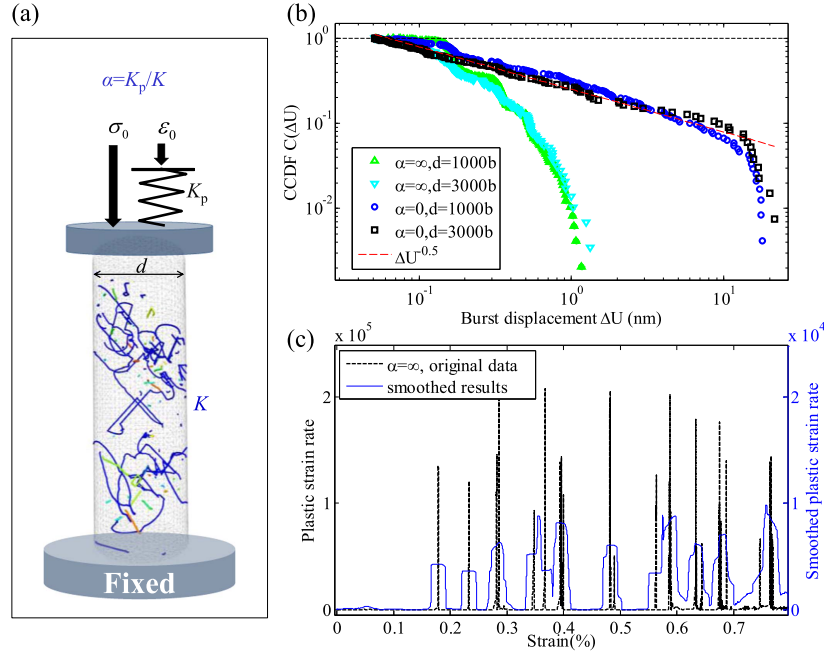 (a)
α=Kp/K
σ0
ε0
Kp
d
K
Fixed
(b)
CCDF C(ΔU)
10^0
10^-1
10^-2
α=∞,d=1000b
α=∞,d=3000b
α=0,d=1000b
α=0,d=3000b
ΔU^-0.5
10^-1
10^0
10^1
Burst displacement ΔU (nm)
(c)
x 10^5
x 10^4
α=∞, original data
smoothed results
Plastic strain rate
2
1
0
Smoothed plastic strain rate
2
1
0
0
0.1
0.2
0.3
0.4
0.5
0.6
0.7
Strain(%)